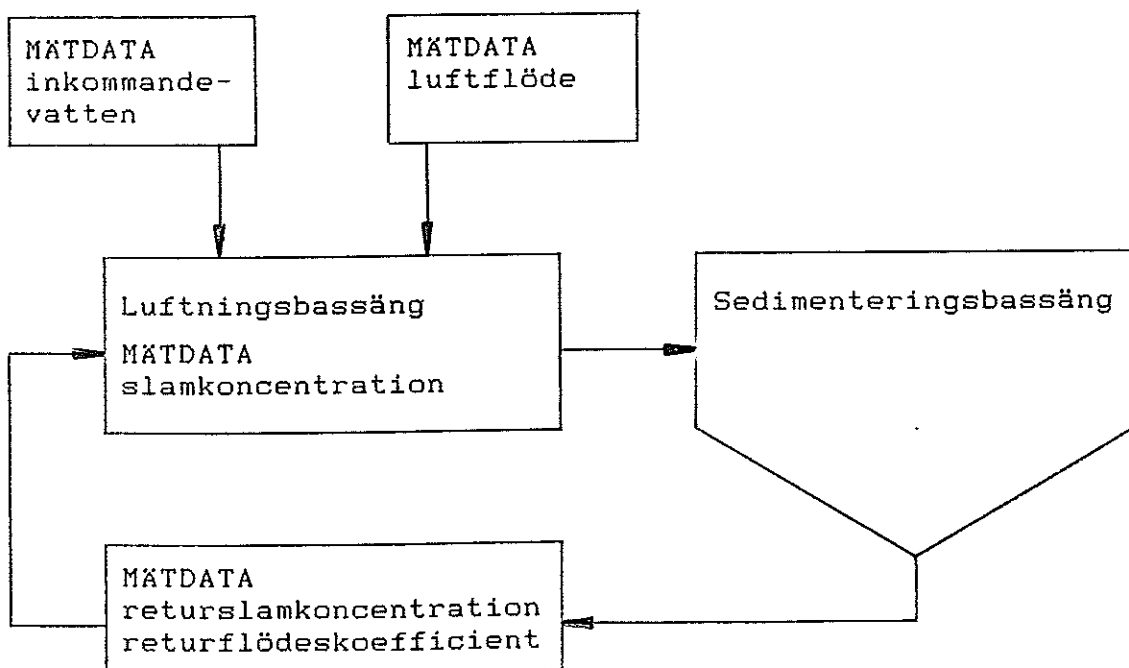 MÄTDATA
inkommande-
vatten
MÄTDATA
luftflöde
Luftningsbassäng
MÄTDATA
slamkoncentration
Sedimenteringsbassäng
MÄTDATA
returslamkoncentration
returflödeskoefficient